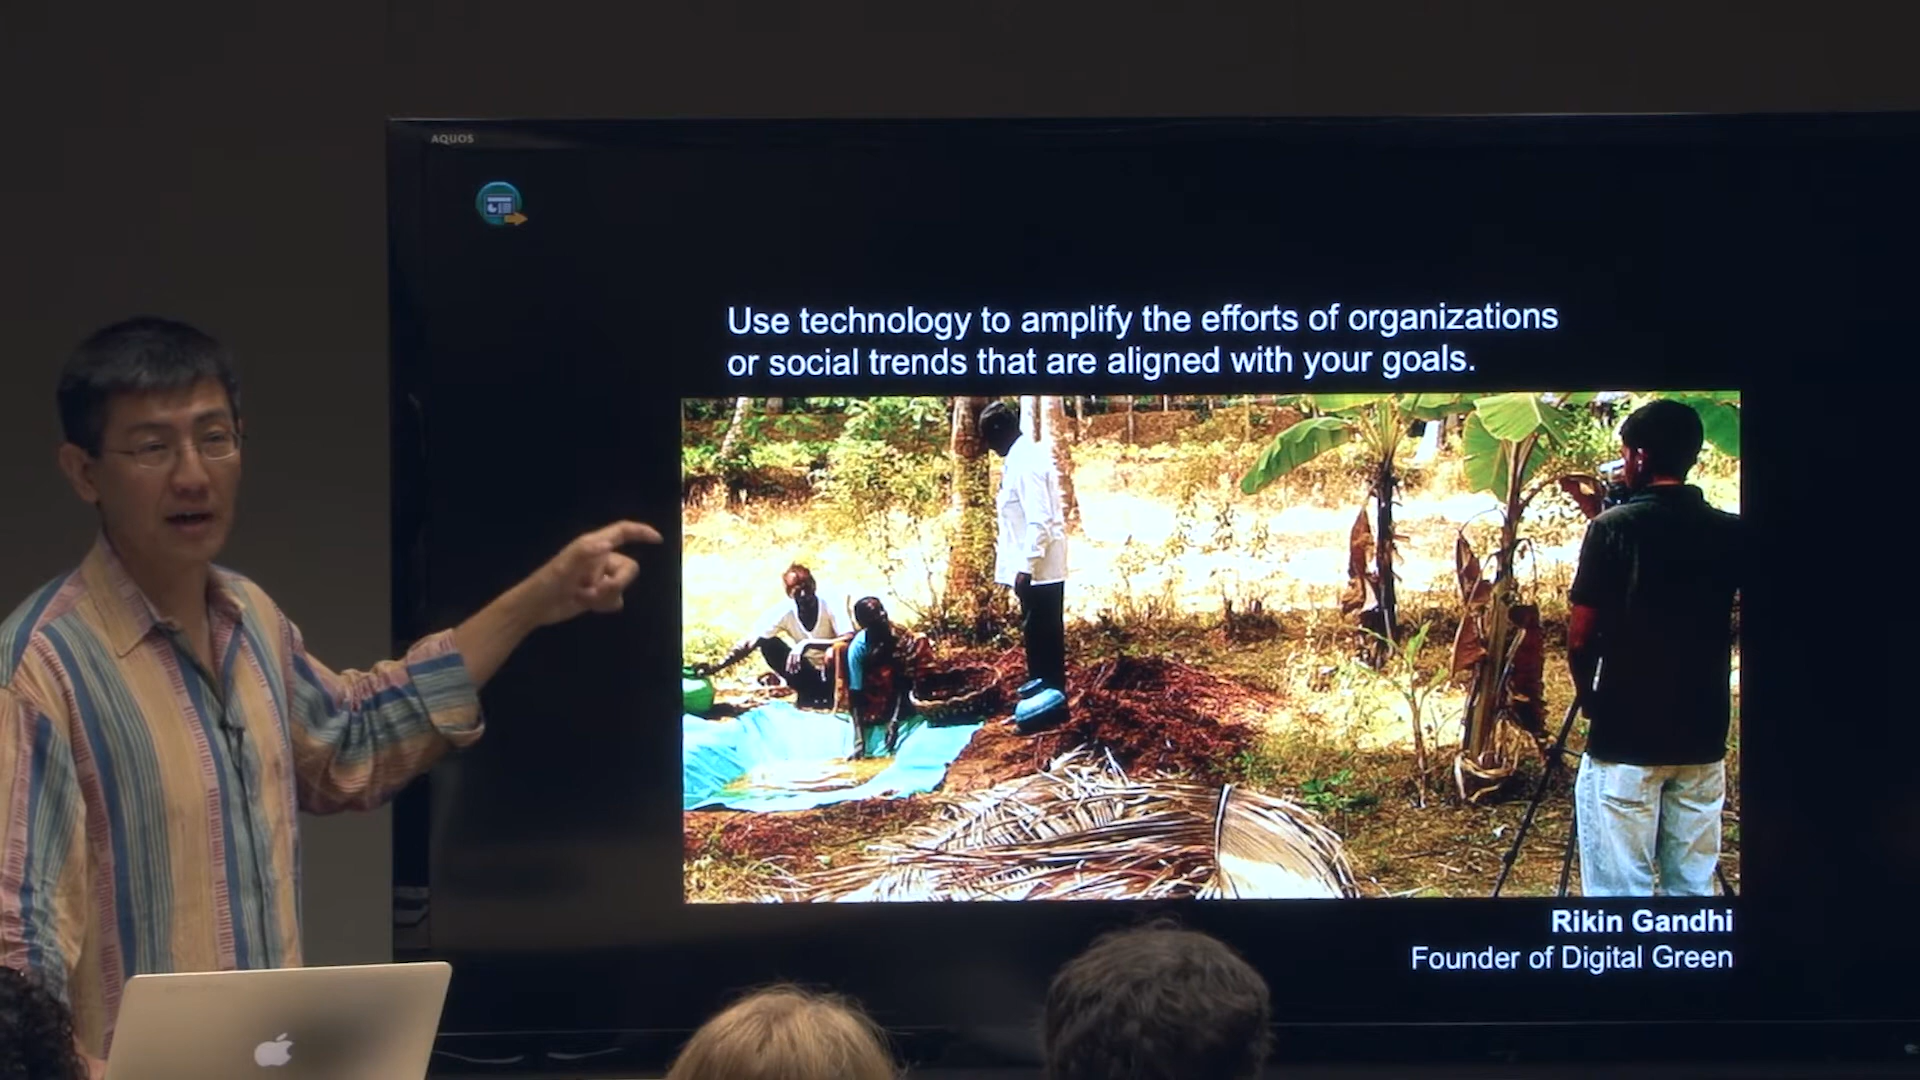 AQUOS
Use technology to amplify the efforts of organizations
or social trends that are aligned with your goals.
Rikin Gandhi
Founder of Digital Green